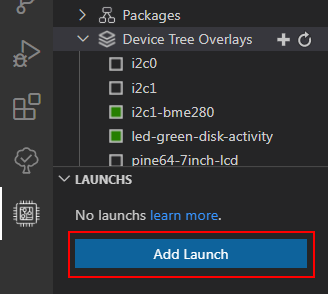 Packages
Device Tree Overlays
i2c0
i2c1
i2c1-bme280
led-green-disk-activity
pine64-7inch-lcd
LAUNCHS
No launchs learn more.
Add Launch